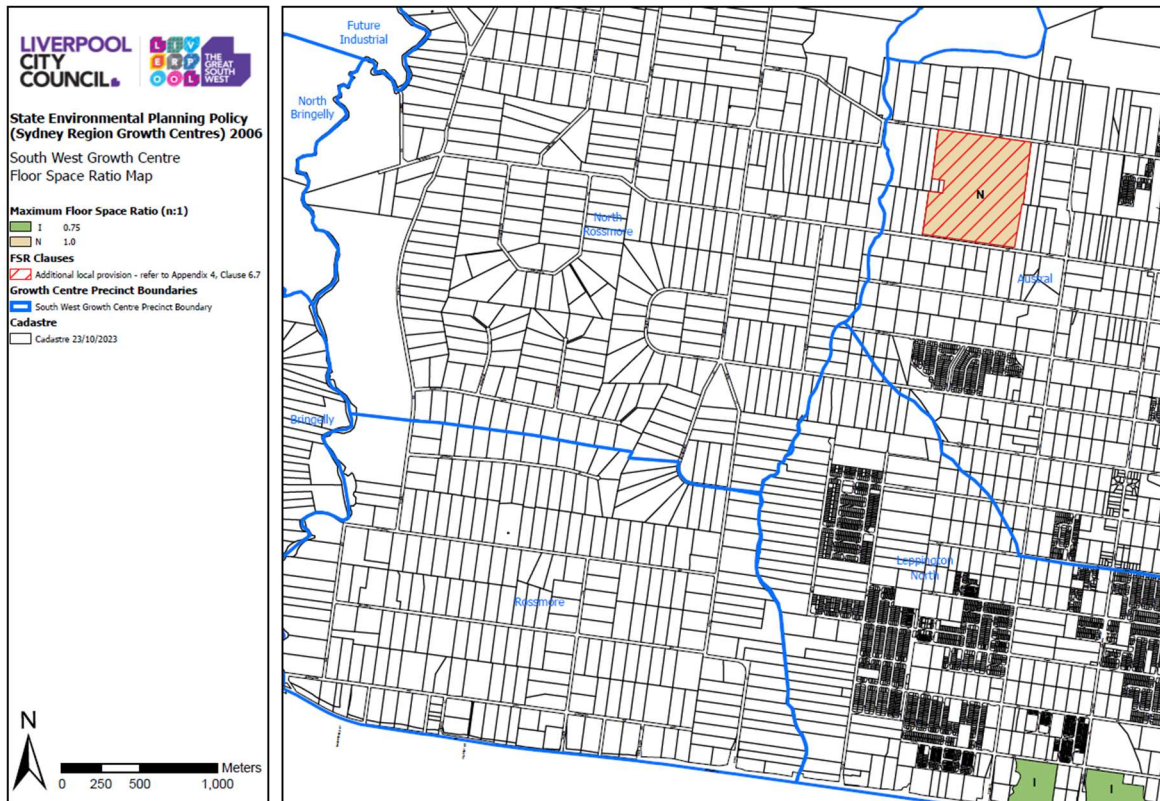 LIVERPOOL
CITY
COUNCIL
LIV
ERP
OOL
THE
GREAT
SOUTH
WEST
State Environmental Planning Policy
(Sydney Region Growth Centres) 2006
South West Growth Centre
Floor Space Ratio Map
Maximum Floor Space Ratio (n:1)
I 0.75
N 1.0
FSR Clauses
Additional local provision - refer to Appendix 4, Clause 6.7
Growth Centre Precinct Boundaries
South West Growth Centre Precinct Boundary
Cadastre
Cadastre 23/10/2023
N
Meters
0 250 500 1,000
Future
Industrial
North
Bringelly
North
Rossmore
N
Austral
Bringelly
Leppington
North
Rossmore
I
I